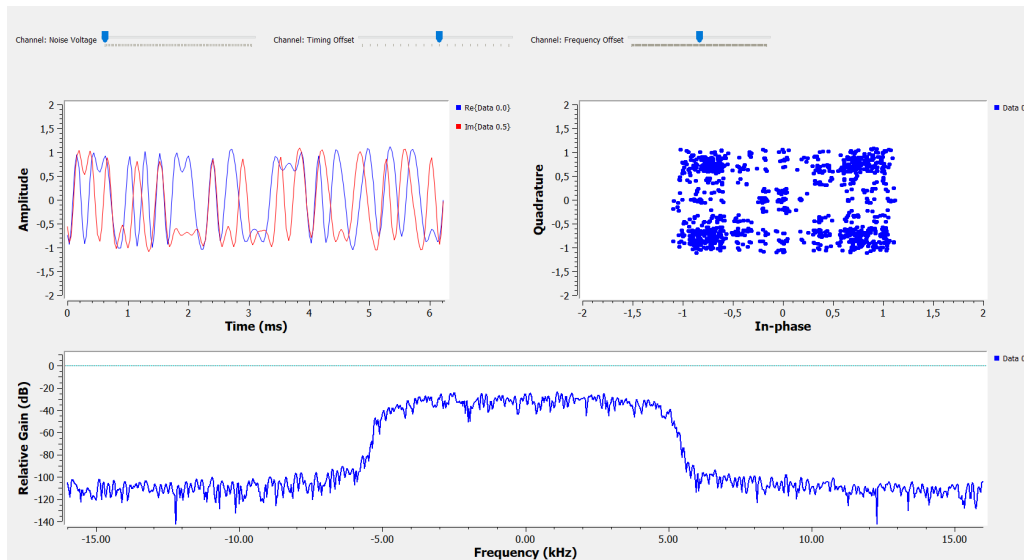 Channel: Noise Voltage
Channel: Timing Offset
Channel: Frequency Offset
2
1,5
1
0,5
0
-0,5
-1
-1,5
-2
Amplitude
0 1 2 3 4 5 6
Time (ms)
Re{Data 0.0}
Im{Data 0.5}
2
1,5
1
0,5
0
-0,5
-1
-1,5
-2
Quadrature
-2 -1,5 -1 -0,5 0 0,5 1 1,5 2
In-phase
Data 0
0
-20
-40
-60
-80
-100
-120
-140
Relative Gain (dB)
-15.00 -10.00 -5.00 0.00 5.00 10.00 15.00
Frequency (kHz)
Data 0